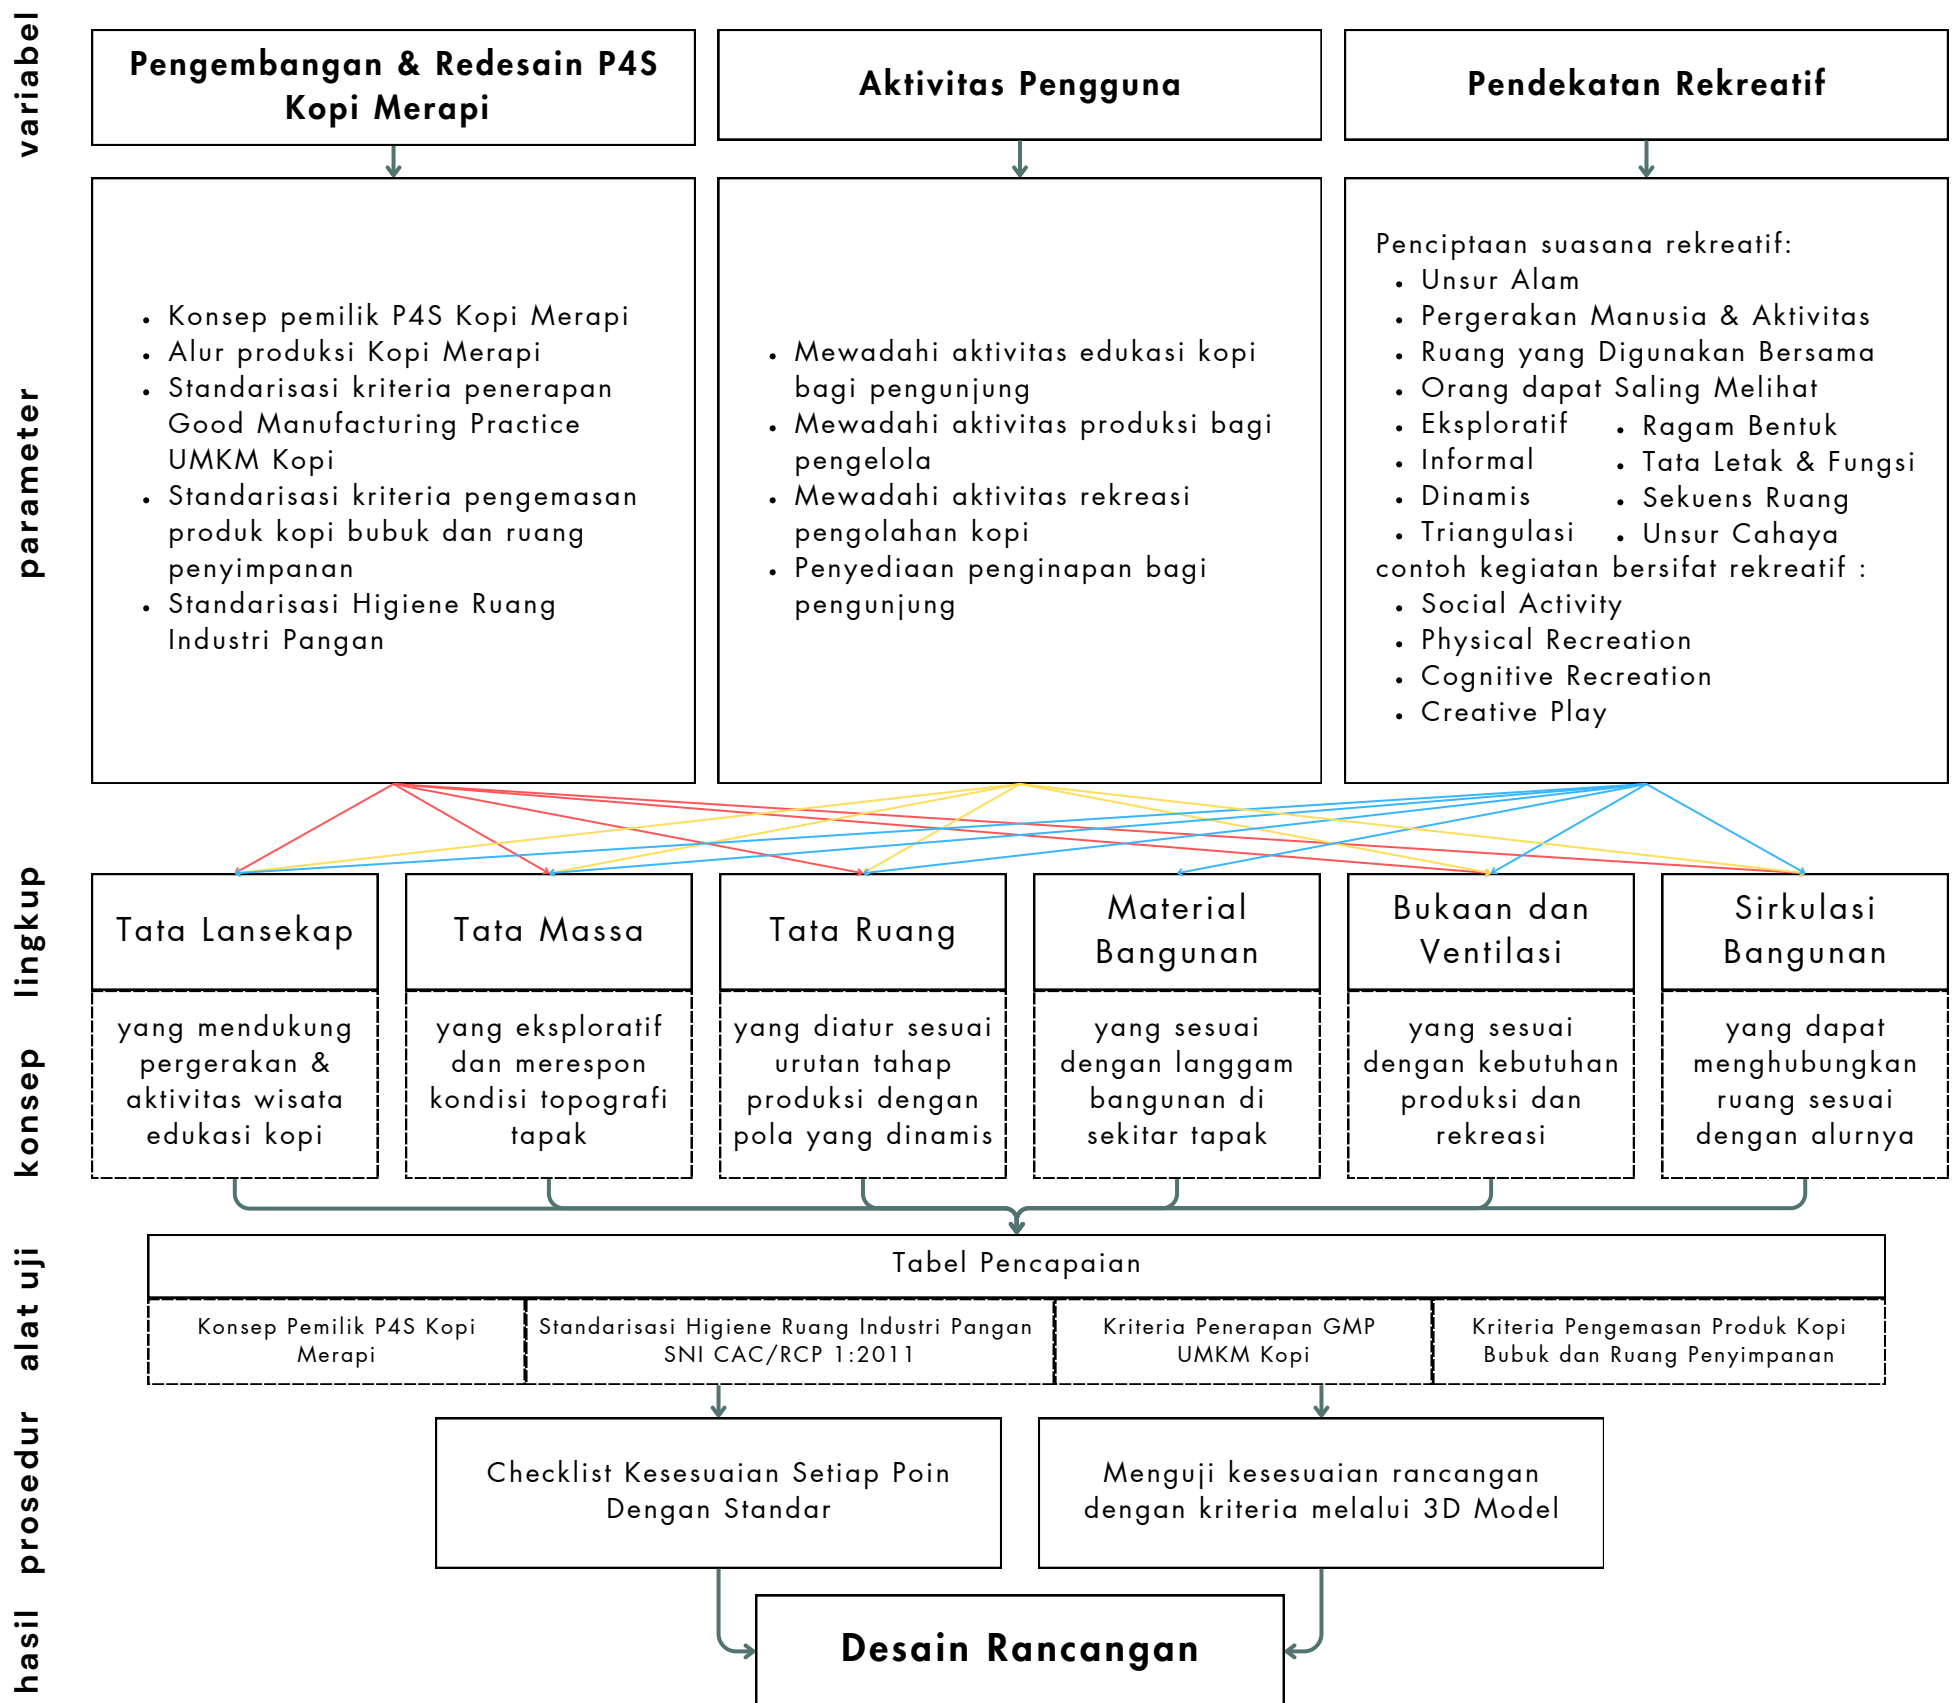 variabel
Pengembangan & Redesain P4S
Kopi Merapi
Aktivitas Pengguna
Pendekatan Rekreatif
parameter
• Konsep pemilik P4S Kopi Merapi
• Alur produksi Kopi Merapi
• Standarisasi kriteria penerapan
Good Manufacturing Practice
UMKM Kopi
• Standarisasi kriteria pengemasan
produk kopi bubuk dan ruang
penyimpanan
• Standarisasi Higiene Ruang
Industri Pangan
• Mewadahi aktivitas edukasi kopi
bagi pengunjung
• Mewadahi aktivitas produksi bagi
pengelola
• Mewadahi aktivitas rekreasi
pengolahan kopi
• Penyediaan penginapan bagi
pengunjung
Penciptaan suasana rekreatif:
• Unsur Alam
• Pergerakan Manusia & Aktivitas
• Ruang yang Digunakan Bersama
• Orang dapat Saling Melihat
• Eksploratif
• Informal
• Dinamis
• Triangulasi
• Ragam Bentuk
• Tata Letak & Fungsi
• Sekuens Ruang
• Unsur Cahaya
contoh kegiatan bersifat rekreatif :
• Social Activity
• Physical Recreation
• Cognitive Recreation
• Creative Play
lingkup
Tata Lansekap
Tata Massa
Tata Ruang
Material
Bangunan
Bukaan dan
Ventilasi
Sirkulasi
Bangunan
konsep
yang mendukung
pergerakan &
aktivitas wisata
edukasi kopi
yang eksploratif
dan merespon
kondisi topografi
tapak
yang diatur sesuai
urutan tahap
produksi dengan
pola yang dinamis
yang sesuai
dengan langgam
bangunan di
sekitar tapak
yang sesuai
dengan kebutuhan
produksi dan
rekreasi
yang dapat
menghubungkan
ruang sesuai
dengan alurnya
alat uji
Tabel Pencapaian
Konsep Pemilik P4S Kopi
Merapi
Standarisasi Higiene Ruang Industri Pangan
SNI CAC/RCP 1:2011
Kriteria Penerapan GMP
UMKM Kopi
Kriteria Pengemasan Produk Kopi
Bubuk dan Ruang Penyimpanan
prosedur
Checklist Kesesuaian Setiap Poin
Dengan Standar
Menguji kesesuaian rancangan
dengan kriteria melalui 3D Model
hasil
Desain Rancangan